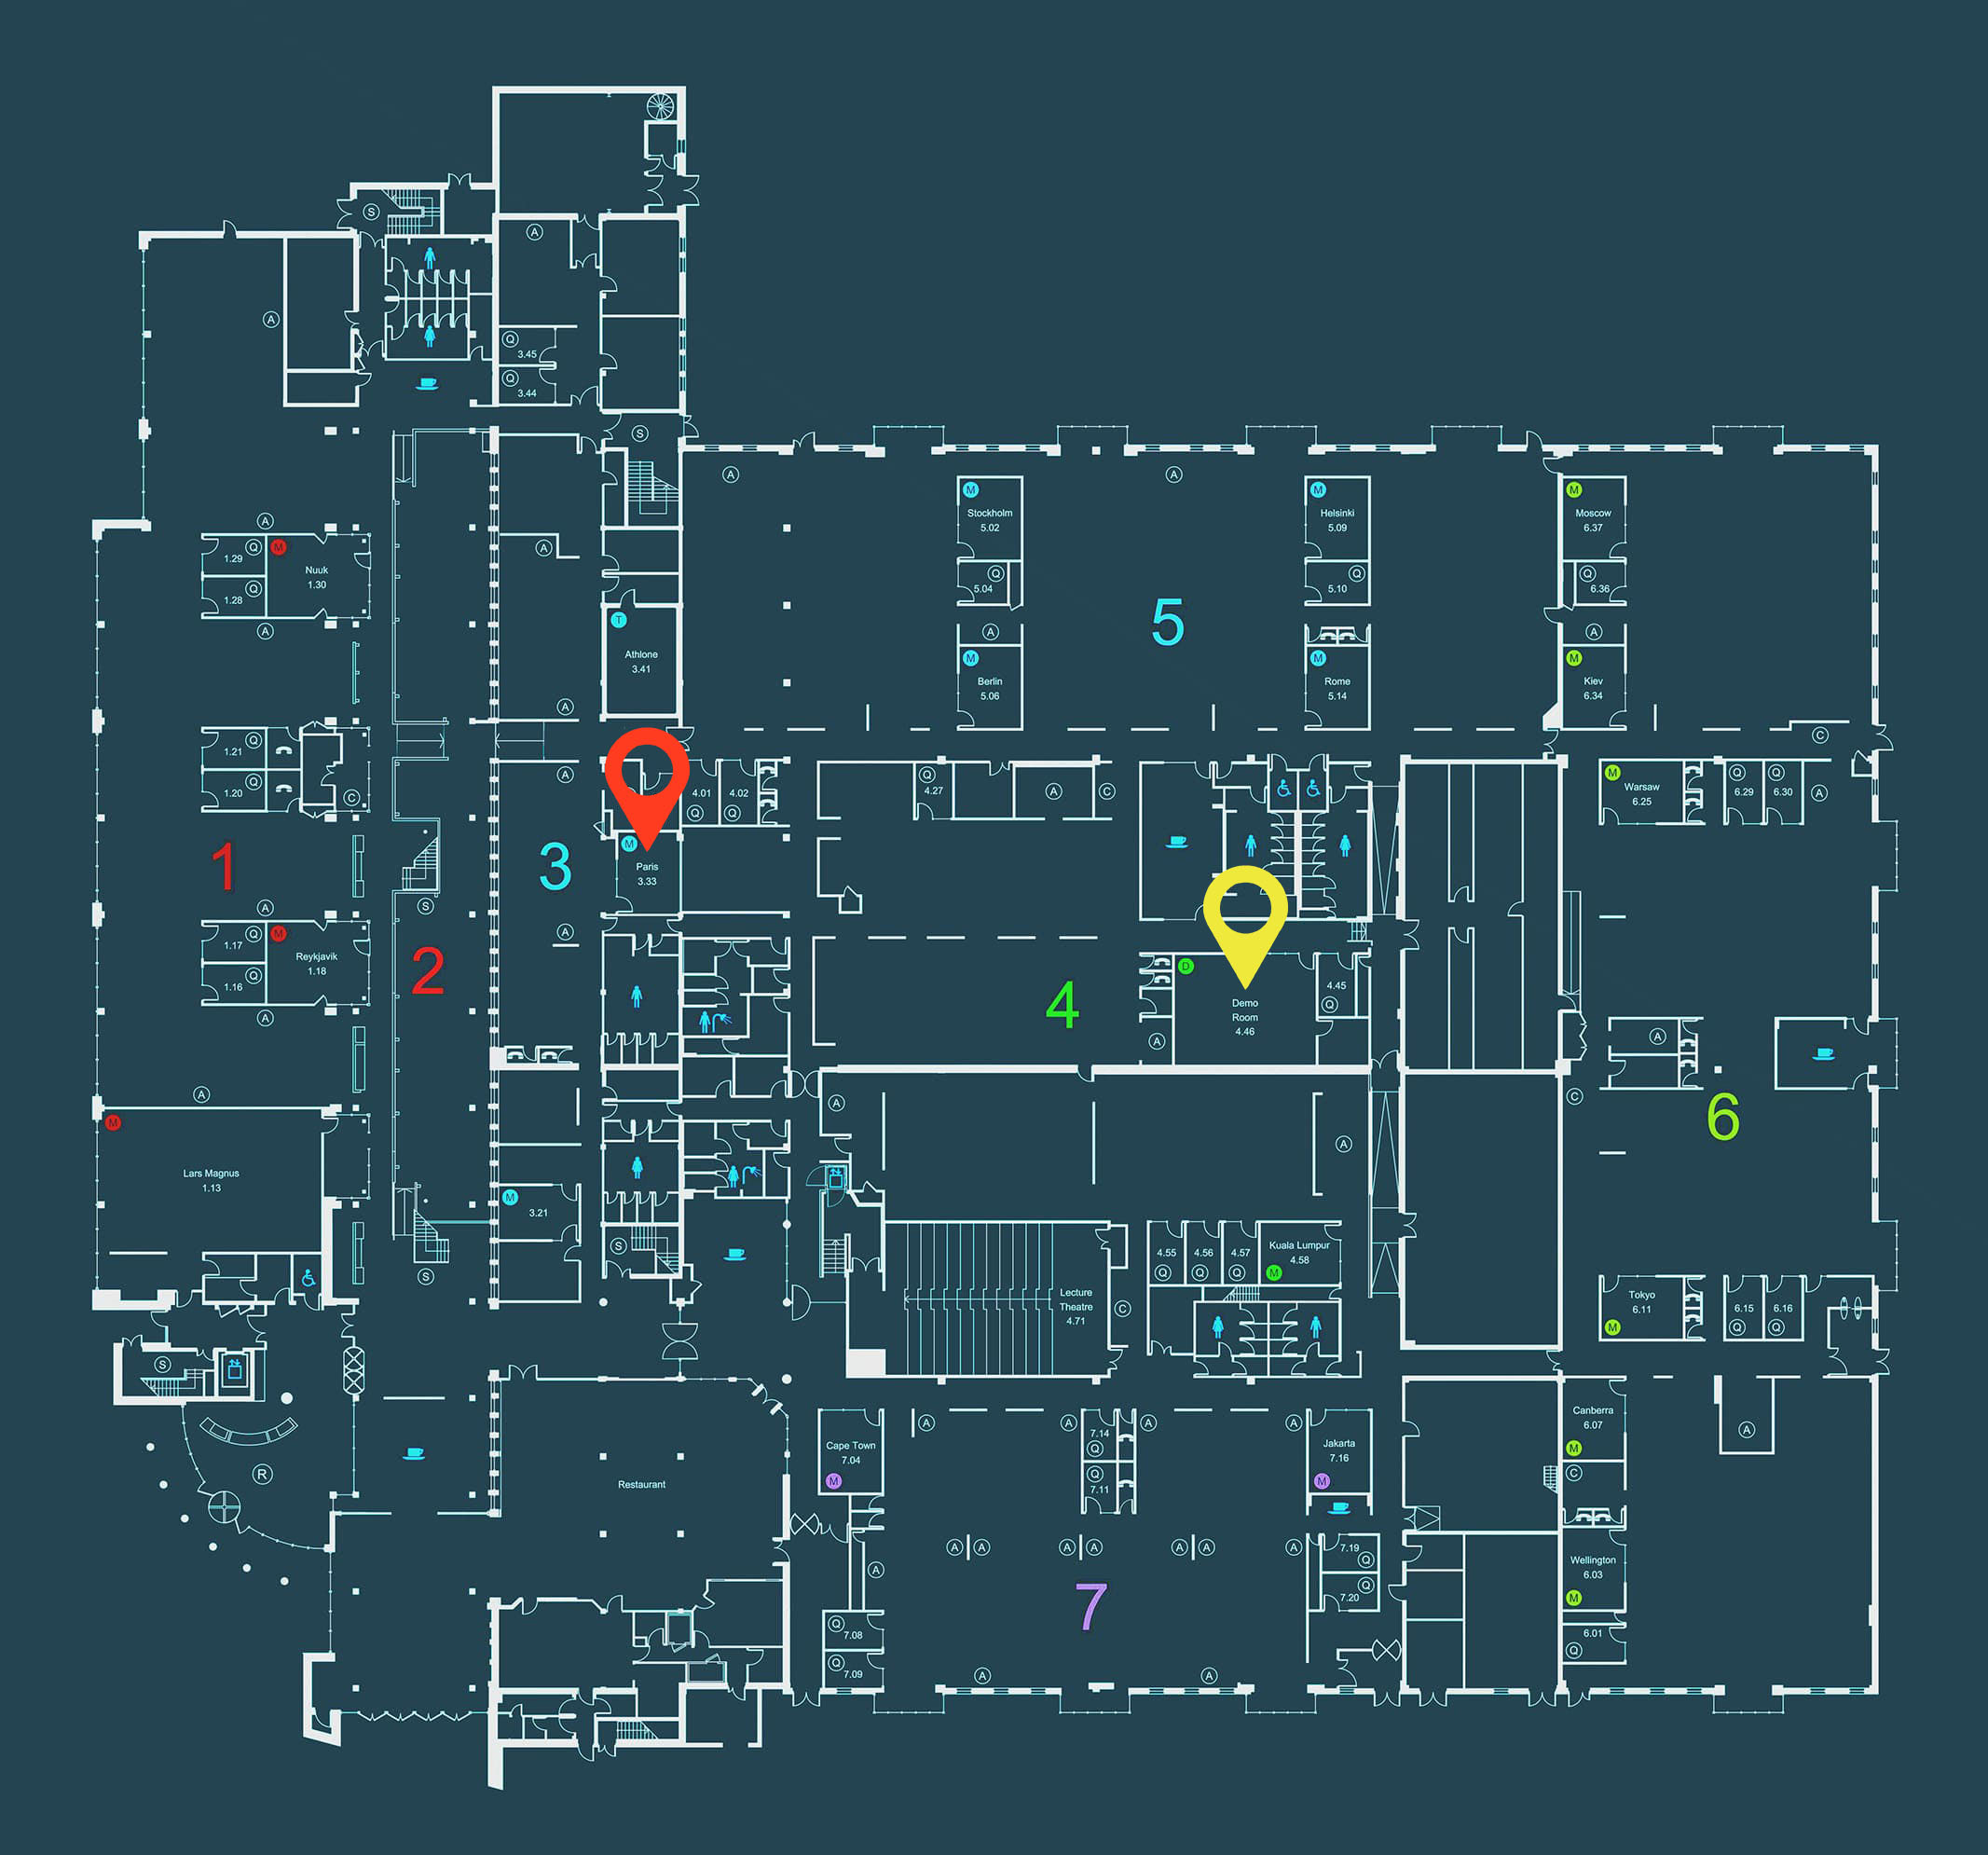 S
A
A
Q
3.45
Q
3.44
S
A
A
M
Stockholm
5.02
M
Helsinki
5.09
M
Moscow
6.37
A
1.29
Q
M
Nuuk
1.30
1.28
Q
A
A
Q
5.04
Q
5.10
Q
6.36
T
Athlone
3.41
5
A
M
Berlin
5.06
M
Rome
5.14
A
M
Kiev
6.34
A
1.21
Q
1.20
Q
C
A
4.01
Q
4.02
Q
Q
4.27
A
C
C
M
Warsaw
6.25
Q
6.29
Q
6.30
A
1
3
M
Paris
3.33
A
S
A
1.17
Q
M
Reykjavik
1.18
1.16
Q
A
2
4
D
Demo
Room
4.46
4.45
Q
A
A
A
M
Lars Magnus
1.13
A
A
C
6
M
3.21
S
S
4.55
Q
4.56
Q
4.57
Q
Kuala Lumpur
4.58
M
Lecture
Theatre
4.71
C
Tokyo
6.11
M
6.15
Q
6.16
Q
S
R
Restaurant
Cape Town
7.04
M
A
A
7.14
Q
A
A
Jakarta
7.16
M
Q
7.11
Canberra
6.07
M
C
A
A
A
A
A
A
A
A
A
7.19
Q
Q
7.20
Wellington
6.03
M
7
Q
7.08
Q
7.09
A
A
6.01
Q